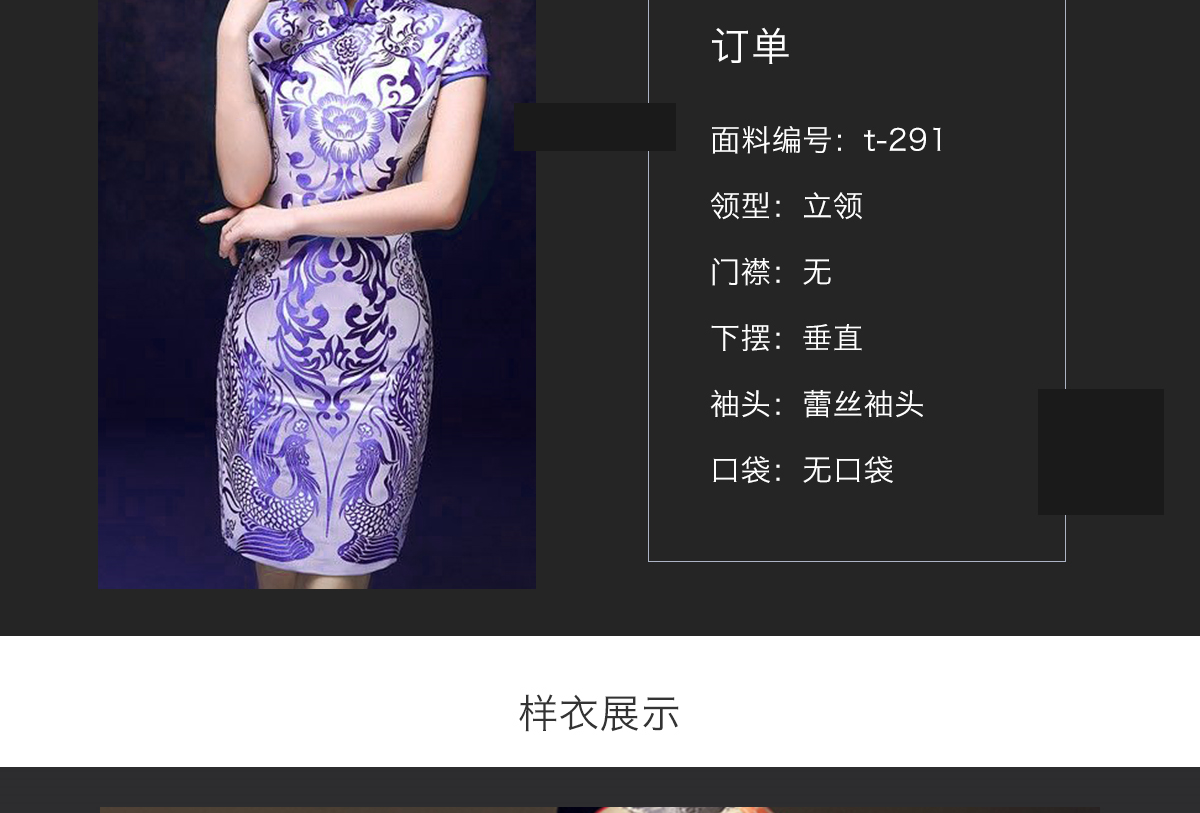 订单
面料编号：t-291
领型：立领
门襟：无
下摆：垂直
袖头：蕾丝袖头
口袋：无口袋
样衣展示